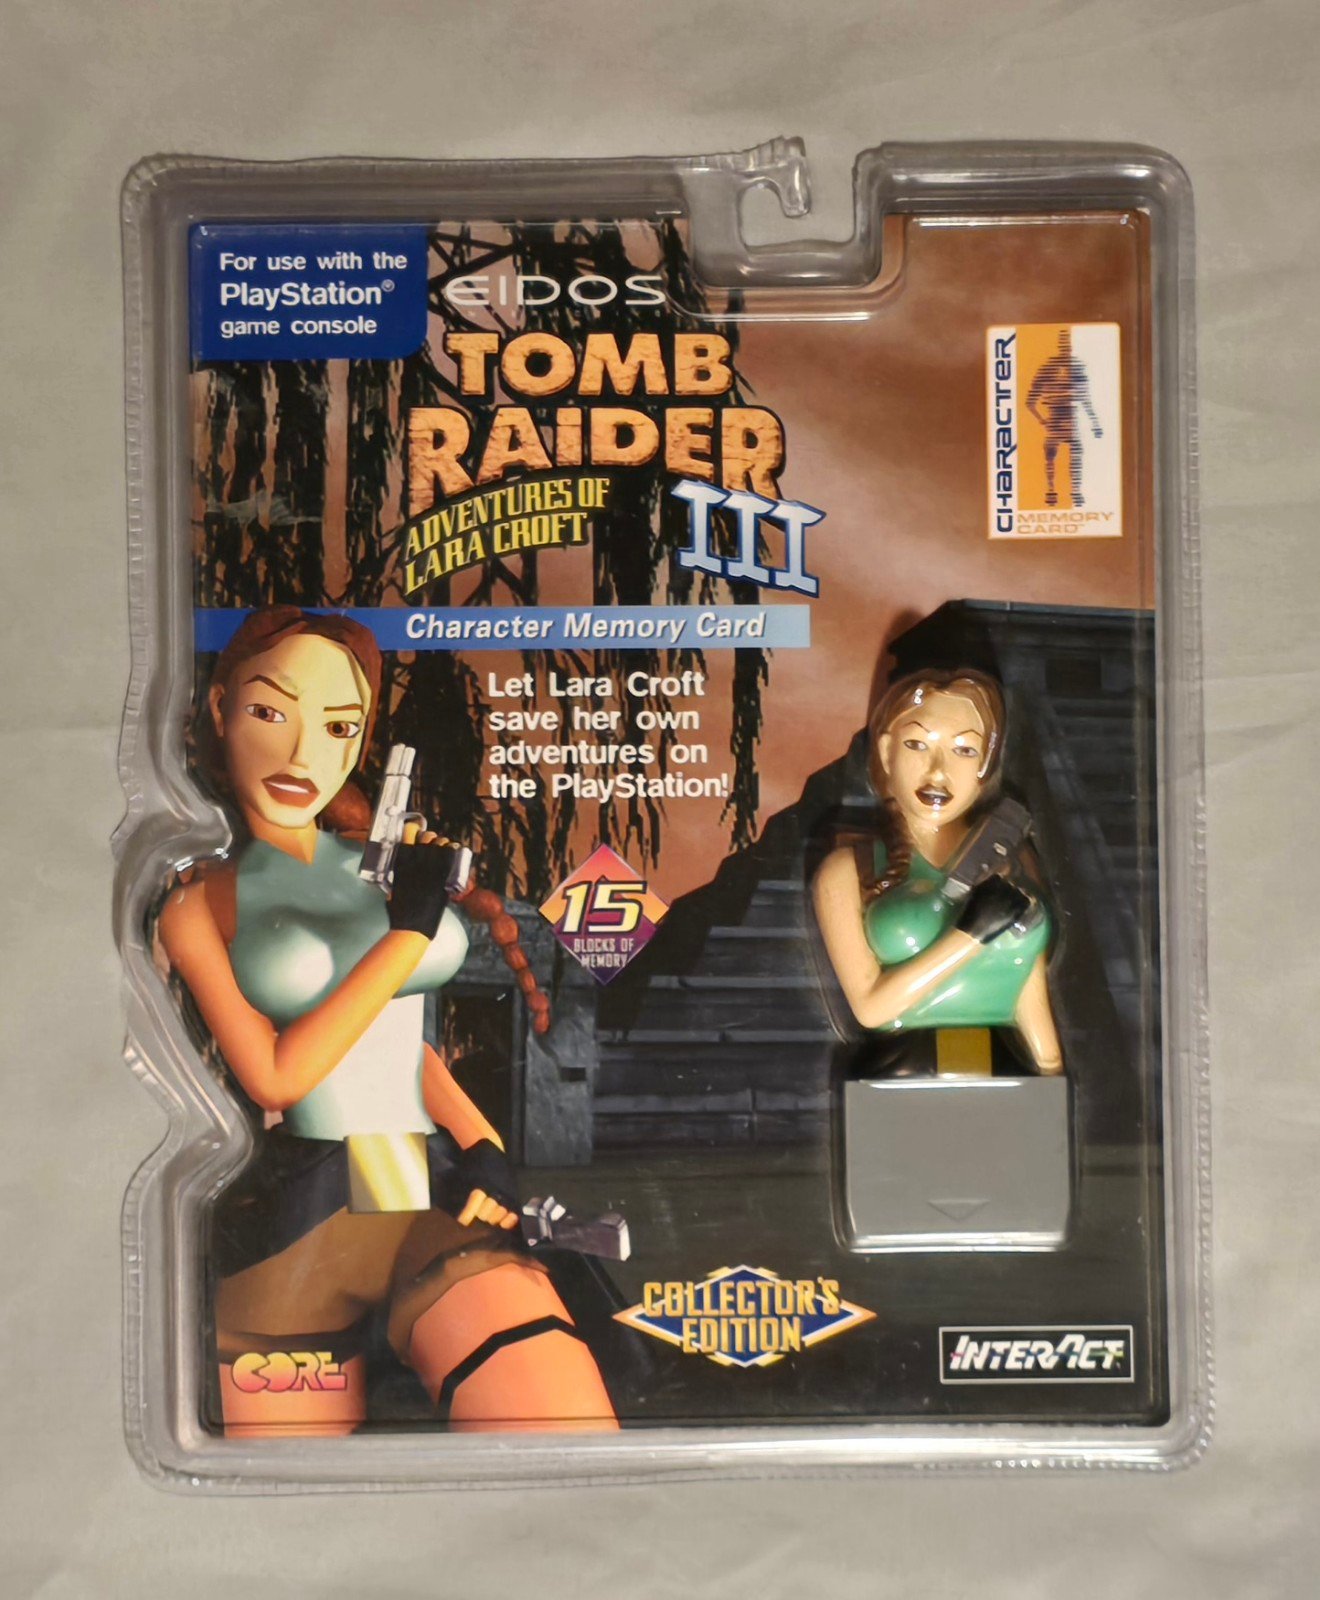 For use with the
PlayStation®
game console
EIDOS
TOMB
RAIDER
III
ADVENTURES OF
LARA CROFT
CHARACTER
MEMORY
CARD™
Character Memory Card
Let Lara Croft
save her own
adventures on
the PlayStation!
15
BLOCKS OF
MEMORY
COLLECTOR'S
EDITION
CORE
INTERACT